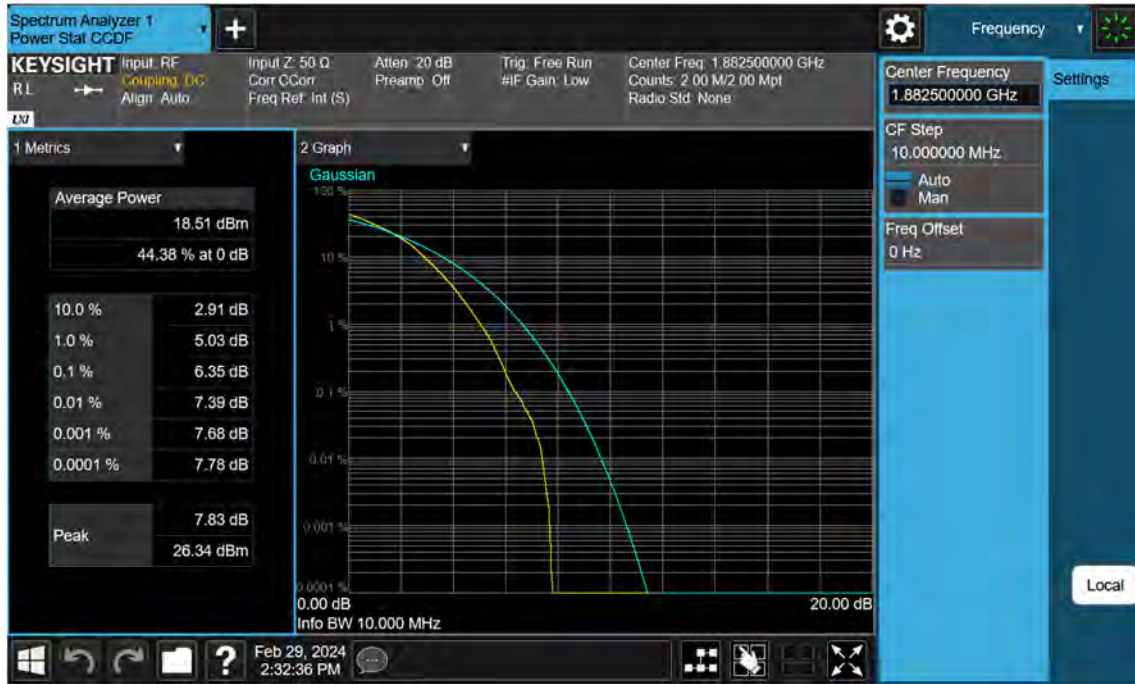 Spectrum Analyzer 1
Power Stat CCDF
+
Frequency
KEYSIGHT
RL
LXI
Input: RF
Coupling: DC
Align: Auto
Input Z: 50 Ω
Corr CCorr
Freq Ref: Int (S)
Atten: 20 dB
Preamp: Off
Trig: Free Run
#IF Gain: Low
Center Freq: 1.882500000 GHz
Counts: 2.00 M/2.00 Mpt
Radio Std: None
Center Frequency
1.882500000 GHz
Settings
CF Step
10.000000 MHz
Auto
Man
Freq Offset
0 Hz
Local
1 Metrics
Average Power
18.51 dBm
44.38 % at 0 dB
10.0 % 2.91 dB
1.0 % 5.03 dB
0.1 % 6.35 dB
0.01 % 7.39 dB
0.001 % 7.68 dB
0.0001 % 7.78 dB
Peak
7.83 dB
26.34 dBm
2 Graph
Gaussian
100 %
10 %
1 %
0.1 %
0.01 %
0.001 %
0.0001 %
0.00 dB 20.00 dB
Info BW 10.000 MHz
?
Feb 29, 2024
2:32:36 PM